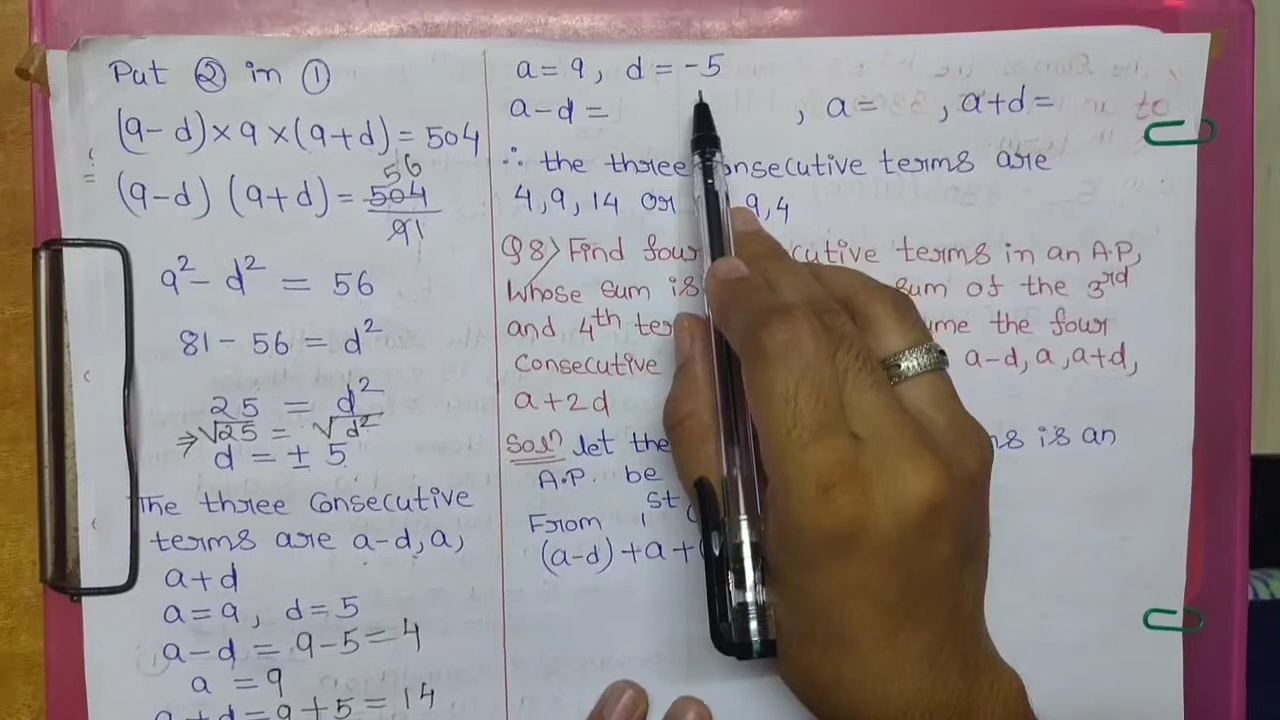 Put ② in ①
(9-d)×9×(9+d)=504
56
(9-d) (9+d)=504
91
9²-d² = 56
81-56=d²
25 = d²
⇒√25 = √d²
d = ± 5
The three consecutive
terms are a-d, a,
a+d
a=9, d=5
a-d = 9-5=4
a = 9
a+d=9+5=14
a=9, d=-5
a-d= , a= , a+d=
∴ the three consecutive terms are
4,9,14 or 9,4
Q8> Find four consecutive terms in an A.P,
Whose sum is sum of the 3rd
and 4th the four
Consecutive a-d, a, a+d,
a+2d
Sol? let the is an
A.P. be
From 1st
(a-d)+a+